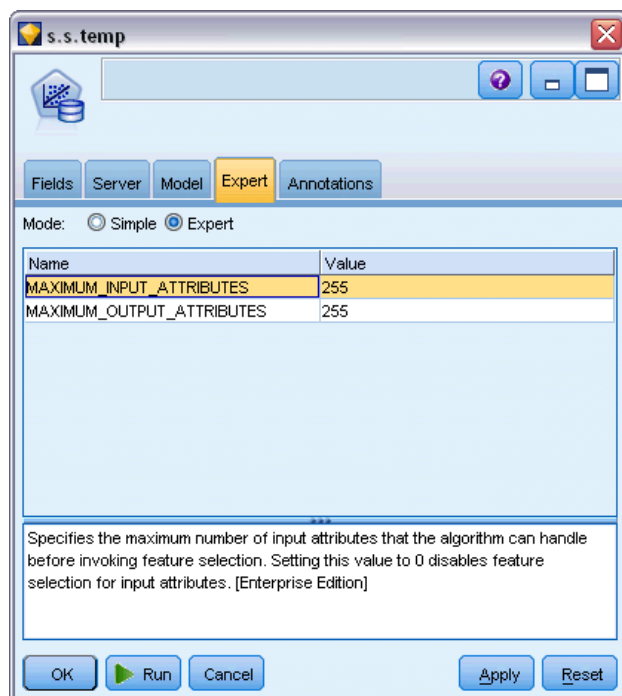 s.s.temp
?
Fields Server Model Expert Annotations
Mode: Simple Expert
Name Value
MAXIMUM_INPUT_ATTRIBUTES 255
MAXIMUM_OUTPUT_ATTRIBUTES 255
Specifies the maximum number of input attributes that the algorithm can handle
before invoking feature selection. Setting this value to 0 disables feature
selection for input attributes. [Enterprise Edition]
OK Run Cancel Apply Reset